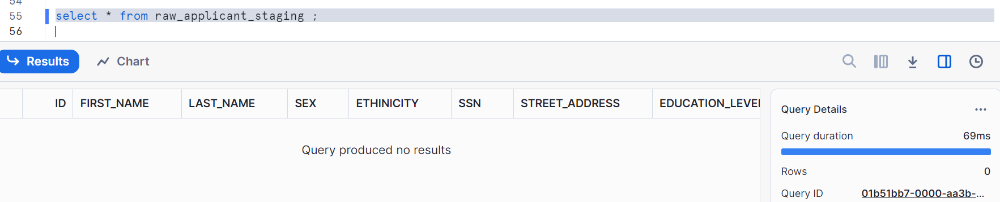 54
55 select * from raw_applicant_staging ;
56
Results Chart
ID FIRST_NAME LAST_NAME SEX ETHINICITY SSN STREET_ADDRESS EDUCATION_LEVE
Query produced no results
Query Details ...
Query duration 69ms
Rows 0
Query ID 01b51bb7-0000-aa3b-...